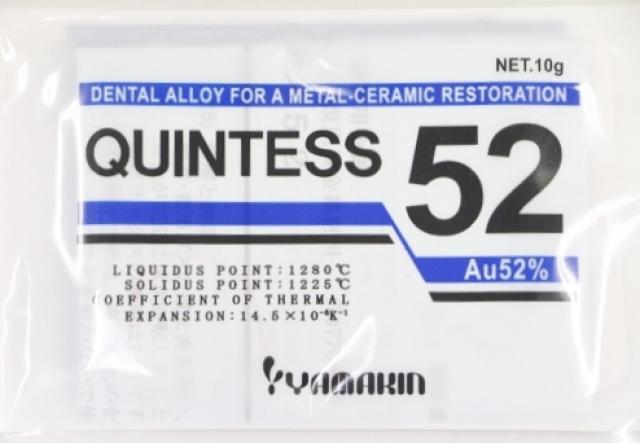 NET.10g
DENTAL ALLOY FOR A METAL-CERAMIC RESTORATION
QUINTESS 52
Au52%
LIQUIDUS POINT:1280℃
SOLIDUS POINT:1225℃
COEFFICIENT OF THERMAL
EXPANSION:14.5×10⁻⁶K⁻¹
YAMAKIN